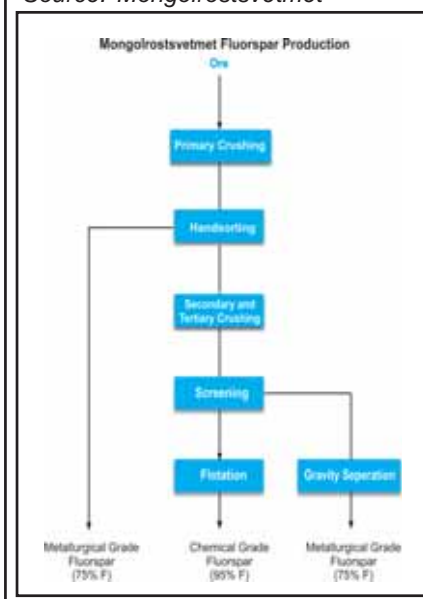 Source: Mongolrostsvetmet
Mongolrostsvetmet Fluorspar Production
Ore
Primary Crushing
Handsorting
Secondary and
Tertiary Crusting
Screening
Flotation
Gravity Seperation
Metallurgical Grade
Fluorspar
(75% F)
Chemical Grade
Fluorspar
(95% F)
Metallurgical Grade
Fluorspar
(75% F)